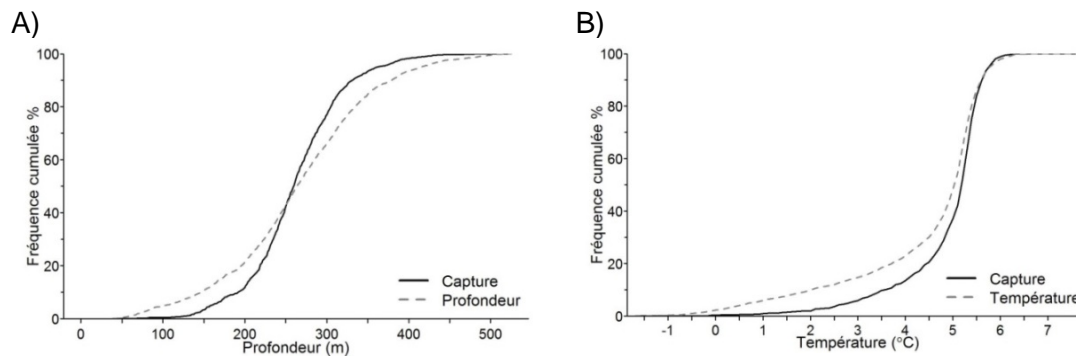 A)
B)
Fréquence cumulée %
100
80
60
40
20
0
Capture
Profondeur
0 100 200 300 400 500
Profondeur (m)
Fréquence cumulée %
100
80
60
40
20
0
Capture
Température
-1 0 1 2 3 4 5 6 7
Température (°C)